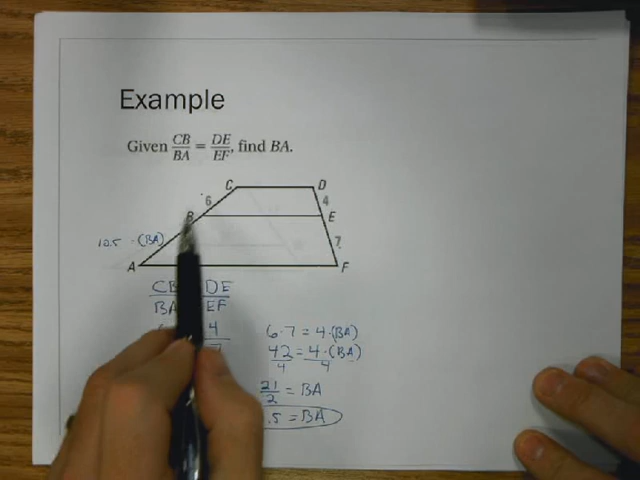 Example
Given CB/BA = DE/EF, find BA.
C D
6 4
B E
10.5 · (BA) 7
A F
CB DE
BA EF
4
6·7 = 4·(BA)
42/4 = 4·(BA)/4
21/2 = BA
.5 = BA